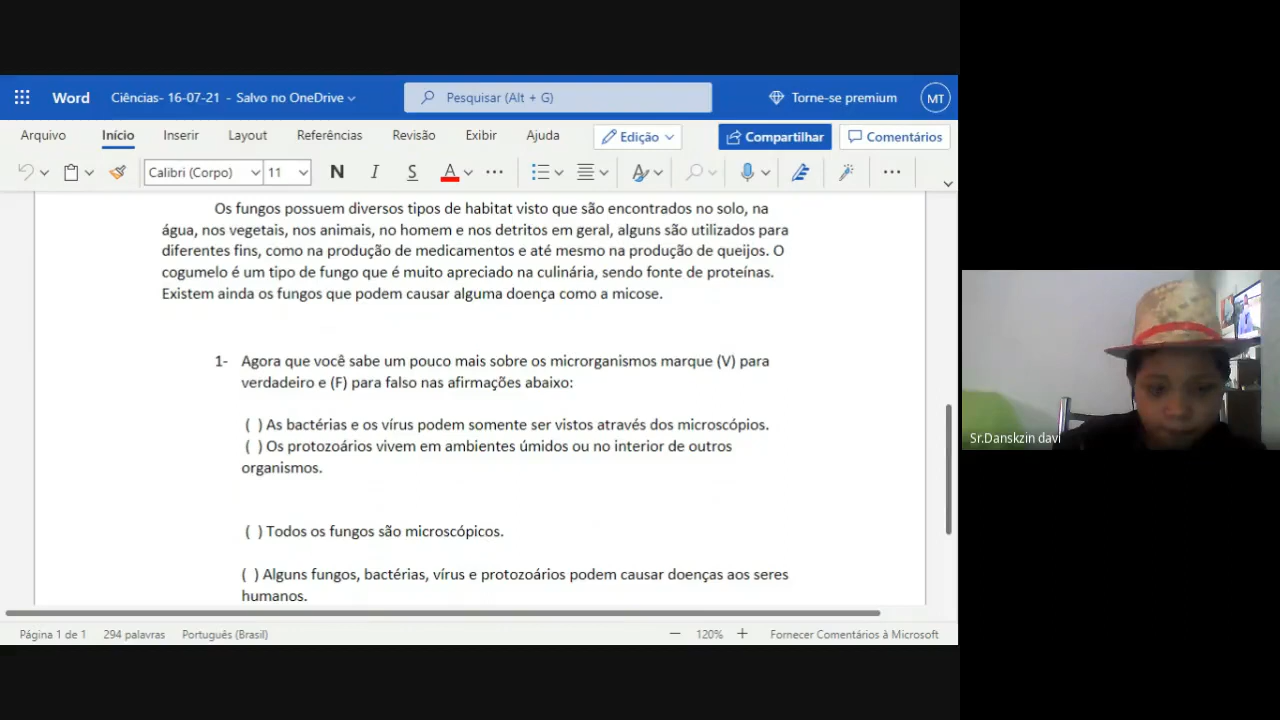 Word Ciências- 16-07-21 - Salvo no OneDrive Pesquisar (Alt + G) Torne-se premium MT
Arquivo Início Inserir Layout Referências Revisão Exibir Ajuda Edição Compartilhar Comentários
Calibri (Corpo) 11 N I S A
Os fungos possuem diversos tipos de habitat visto que são encontrados no solo, na
água, nos vegetais, nos animais, no homem e nos detritos em geral, alguns são utilizados para
diferentes fins, como na produção de medicamentos e até mesmo na produção de queijos. O
cogumelo é um tipo de fungo que é muito apreciado na culinária, sendo fonte de proteínas.
Existem ainda os fungos que podem causar alguma doença como a micose.
1- Agora que você sabe um pouco mais sobre os microrganismos marque (V) para
verdadeiro e (F) para falso nas afirmações abaixo:
( ) As bactérias e os vírus podem somente ser vistos através dos microscópios.
( ) Os protozoários vivem em ambientes úmidos ou no interior de outros
organismos.
( ) Todos os fungos são microscópicos.
( ) Alguns fungos, bactérias, vírus e protozoários podem causar doenças aos seres
humanos.
Página 1 de 1 294 palavras Português (Brasil) 120% Fornecer Comentários à Microsoft
Sr.Danskzin davi